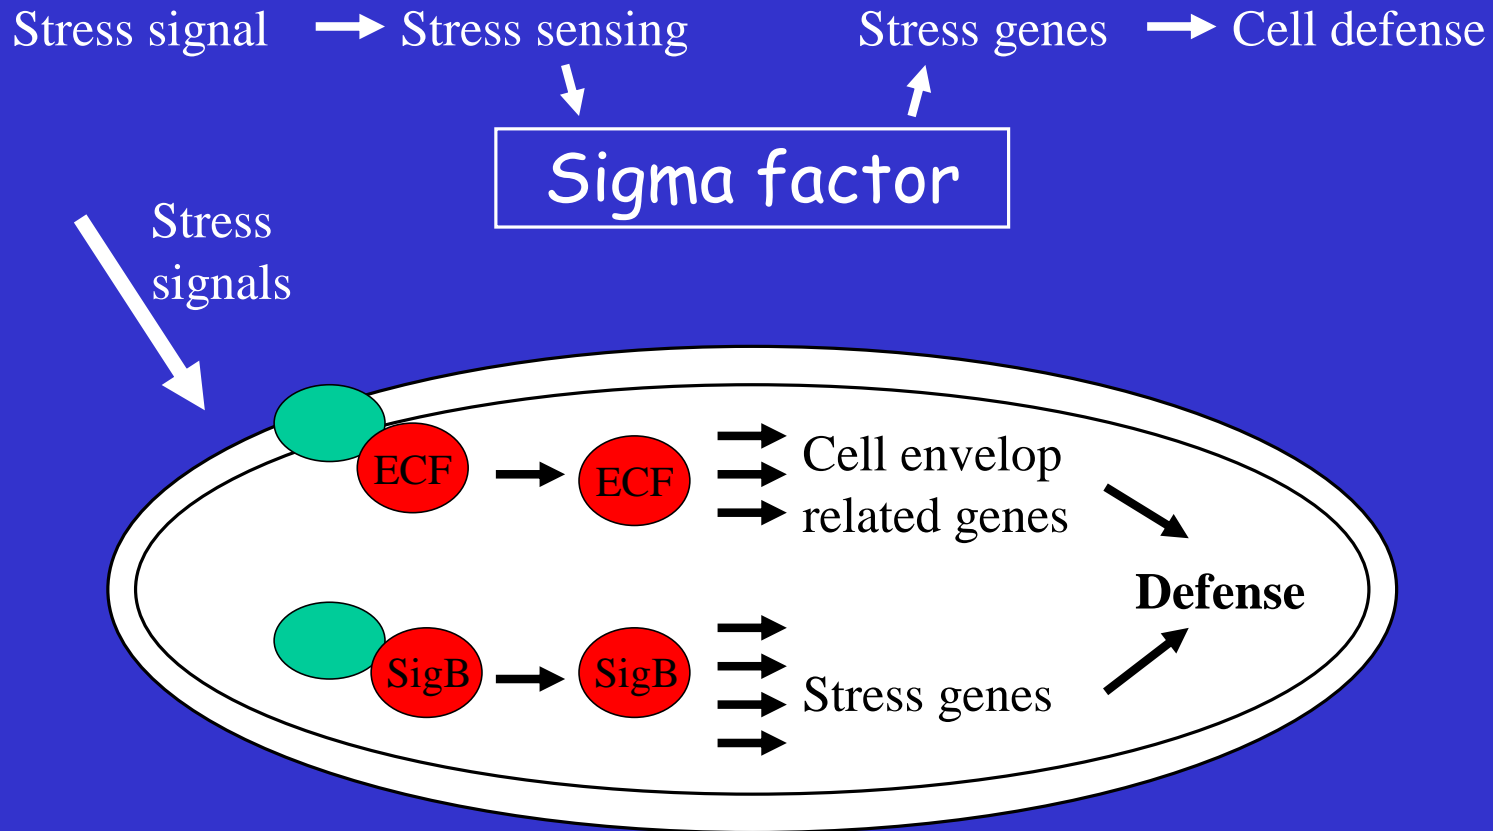 Stress signal
Stress sensing
Stress genes
Cell defense
Sigma factor
Stress
signals
ECF
ECF
Cell envelop
related genes
Defense
SigB
SigB
Stress genes